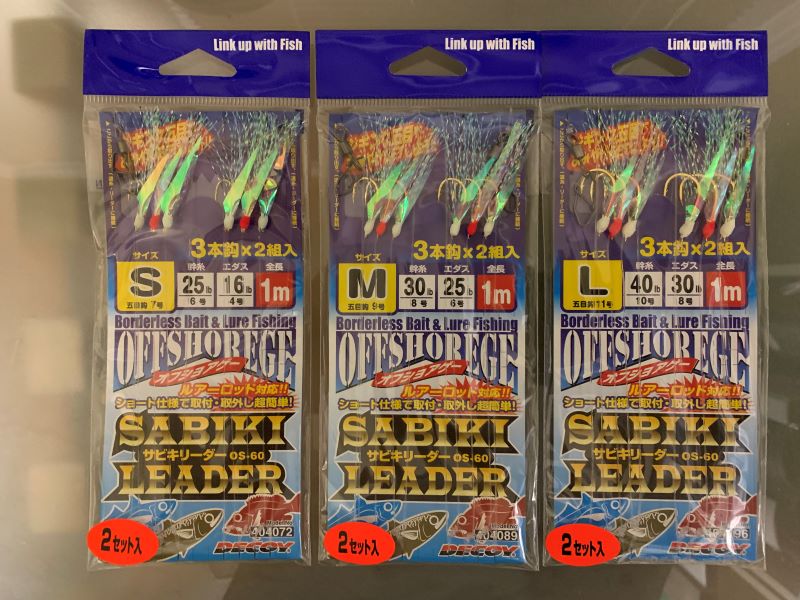 Link up with Fish
3本鈎×2組入
サイズ 幹糸 エダス 全長
S 25lb 16lb 1m
五目鈎 7号 6号 4号
Borderless Bait & Lure Fishing
OFFSHOREGE
オフショアゲー
ルアーロッド対応!!
ショート仕様で取付・取外し超簡単!
SABIKI
サビキリーダー OS-60
LEADER
Model No.
404072
2セット入
DECOY
Link up with Fish
3本鈎×2組入
サイズ 幹糸 エダス 全長
M 30lb 25lb 1m
五目鈎 9号 8号 6号
Borderless Bait & Lure Fishing
OFFSHOREGE
オフショアゲー
ルアーロッド対応!!
ショート仕様で取付・取外し超簡単!
SABIKI
サビキリーダー OS-60
LEADER
Model No.
404089
2セット入
DECOY
Link up with Fish
3本鈎×2組入
サイズ 幹糸 エダス 全長
L 40lb 30lb 1m
五目鈎 11号 10号 8号
Borderless Bait & Lure Fishing
OFFSHOREGE
オフショアゲー
ルアーロッド対応!!
ショート仕様で取付・取外し超簡単!
SABIKI
サビキリーダー OS-60
LEADER
Model No.
2セット入
DECOY